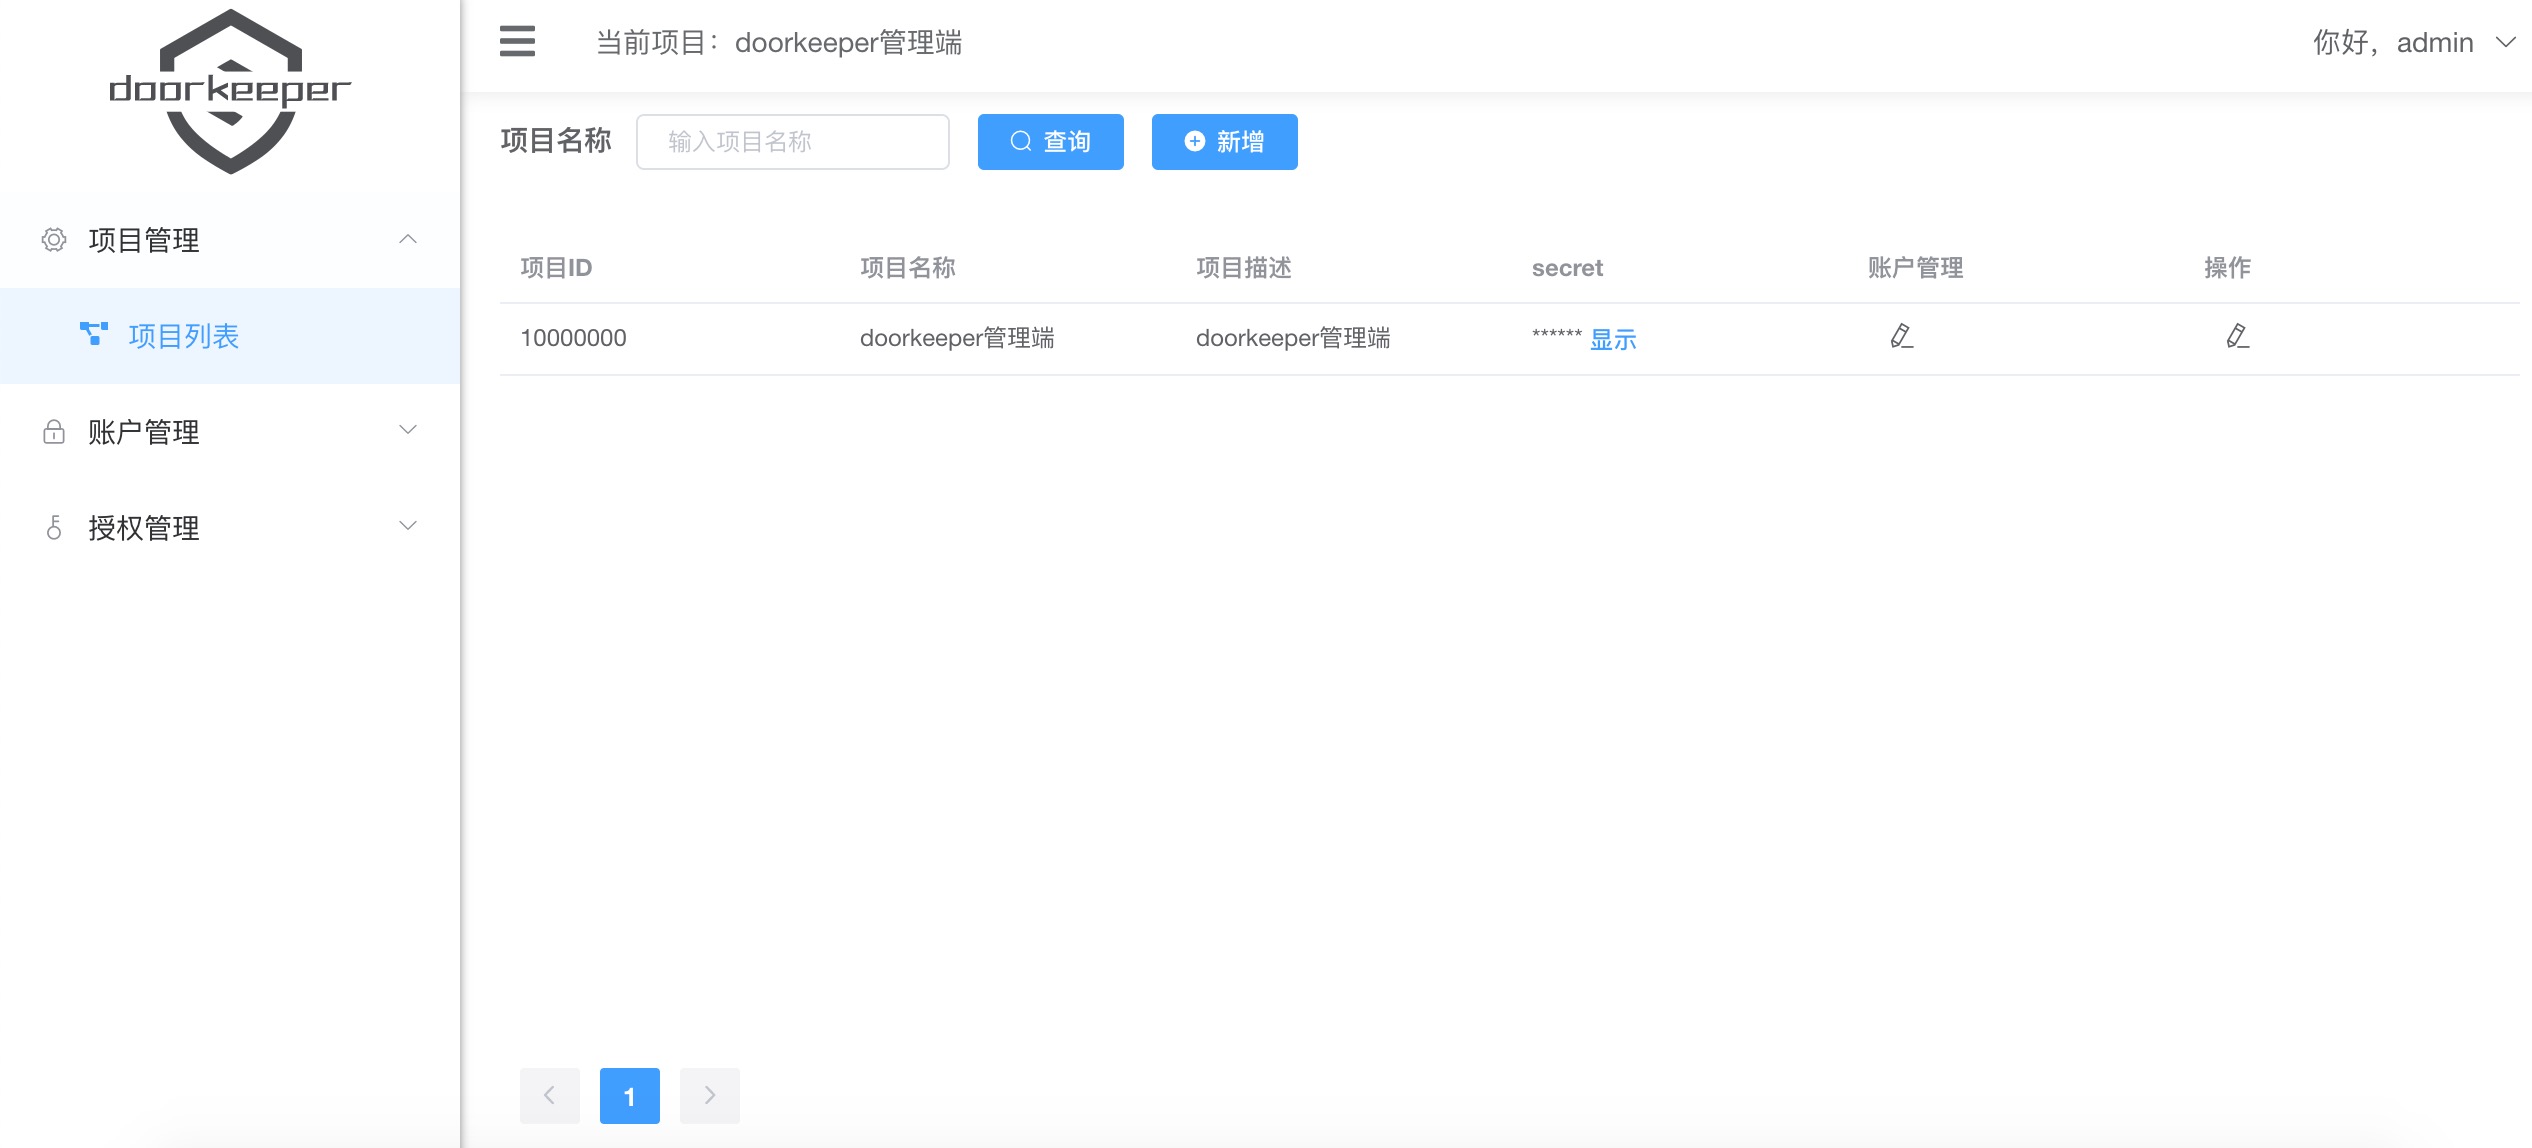 doorkeeper
项目管理
项目列表
账户管理
授权管理
当前项目：doorkeeper管理端
你好，admin
项目名称 输入项目名称 查询 新增
项目ID 项目名称 项目描述 secret 账户管理 操作
10000000 doorkeeper管理端 doorkeeper管理端 ****** 显示
1